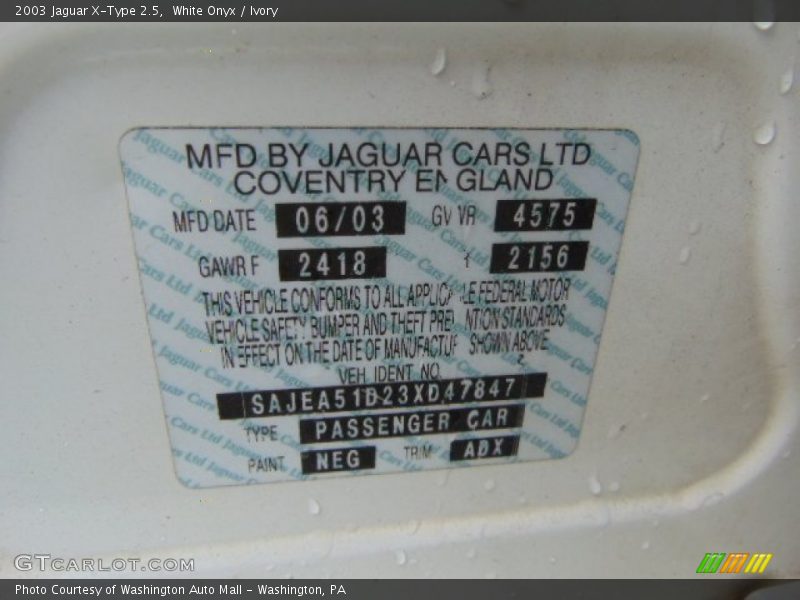 2003 Jaguar X-Type 2.5, White Onyx / Ivory
MFD BY JAGUAR CARS LTD
COVENTRY ENGLAND
MFD DATE 06/03 GVVR 4575
GAWR F 2418 2156
THIS VEHICLE CONFORMS TO ALL APPLIC LE FEDERAL MOTOR
VEHICLE SAFETY BUMPER AND THEFT PRE NTION STANDARDS
IN EFFECT ON THE DATE OF MANUFACTUR SHOWN ABOVE
VEH. IDENT. NO.
SAJEA51D23XD47847
TYPE PASSENGER CAR
PAINT NEG TRIM ADX
GTCarLot.com
Photo Courtesy of Washington Auto Mall - Washington, PA